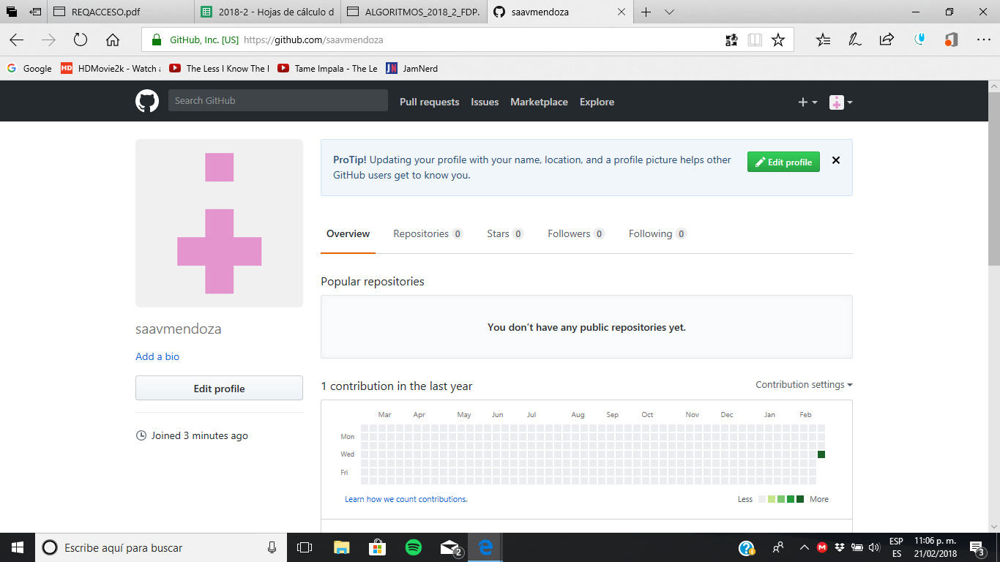 REQACCESO.pdf
2018-2 - Hojas de cálculo d
ALGORITMOS_2018_2_FDP.
saavmendoza
GitHub, Inc. [US] https://github.com/saavmendoza
Google
HD HDMovie2k - Watch
The Less I Know The I
Tame Impala - The Le
JN JamNerd
Search GitHub
Pull requests
Issues
Marketplace
Explore
ProTip! Updating your profile with your name, location, and a profile picture helps other
GitHub users get to know you.
Edit profile
Overview
Repositories 0
Stars 0
Followers 0
Following 0
Popular repositories
You don't have any public repositories yet.
saavmendoza
Add a bio
Edit profile
Joined 3 minutes ago
1 contribution in the last year
Contribution settings
Mar Apr May Jun Jul Aug Sep Oct Nov Dec Jan Feb
Mon
Wed
Fri
Learn how we count contributions.
Less
More
Escribe aquí para buscar
2
ESP
ES
11:06 p. m.
21/02/2018
3